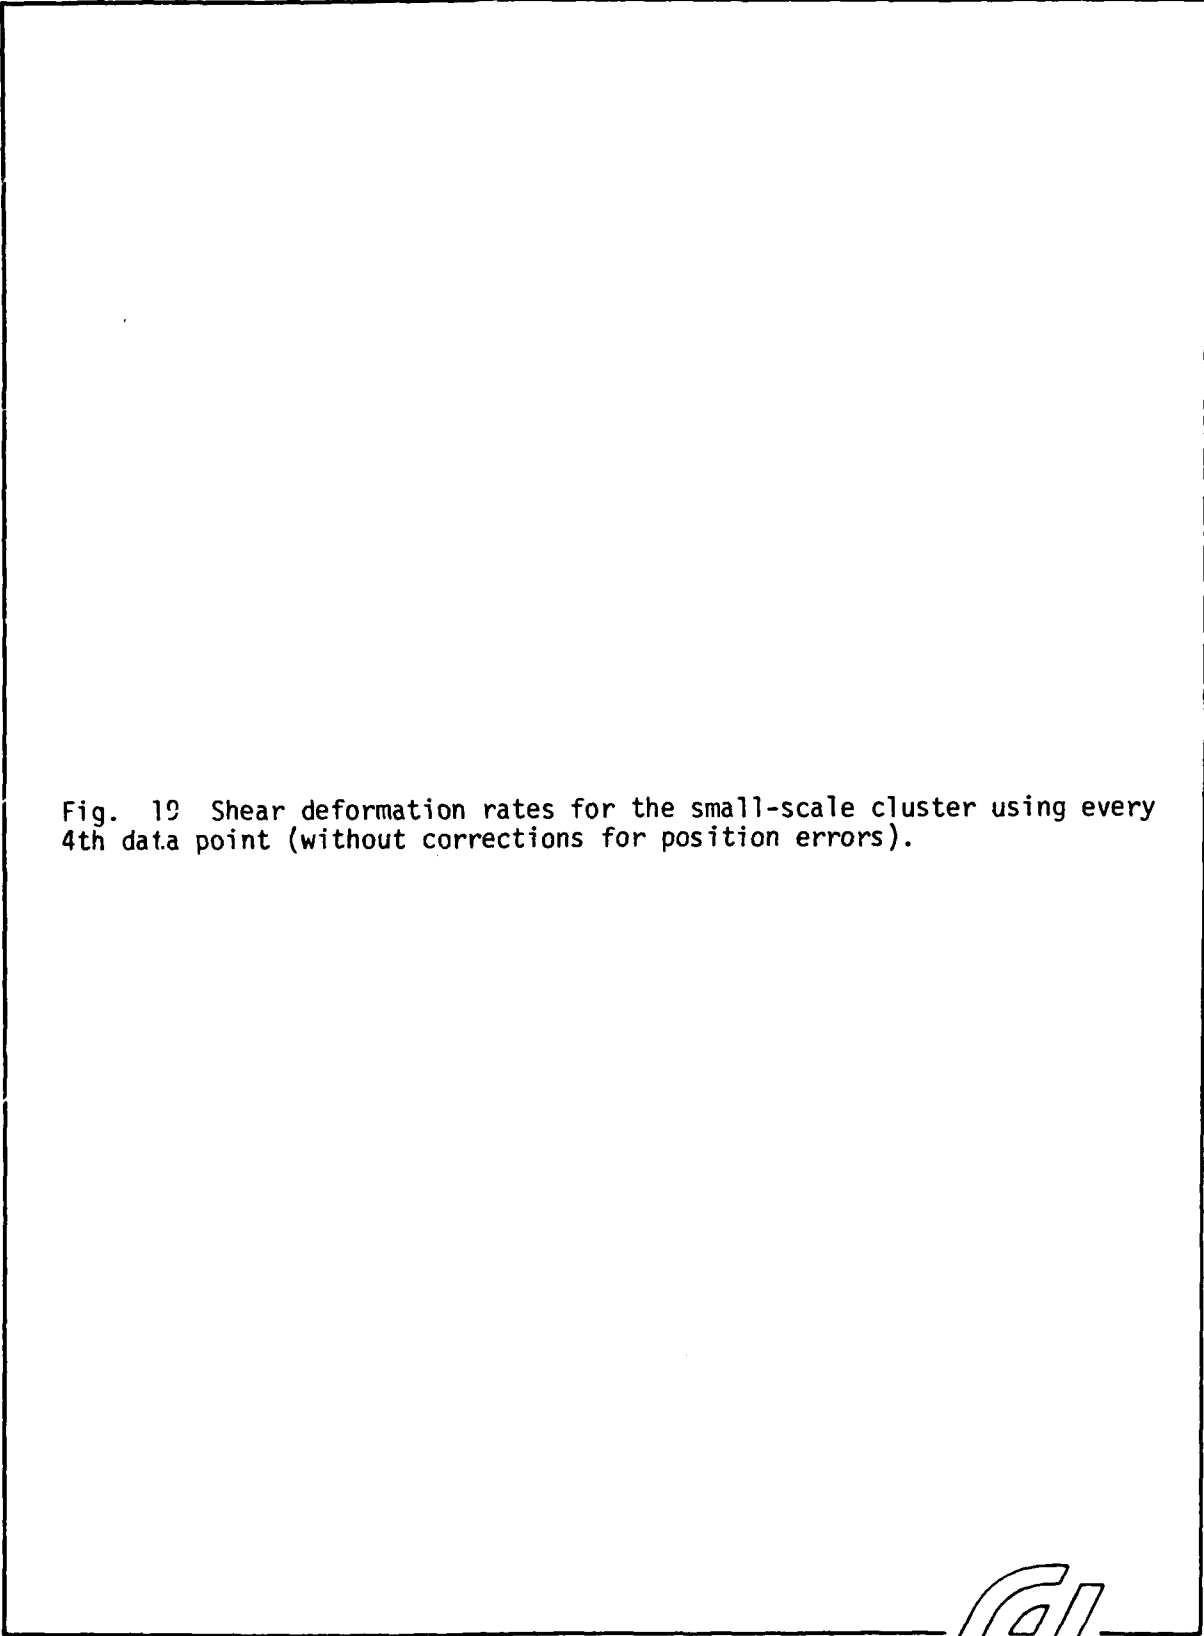 Fig. 19 Shear deformation rates for the small-scale cluster using every
4th data point (without corrections for position errors).